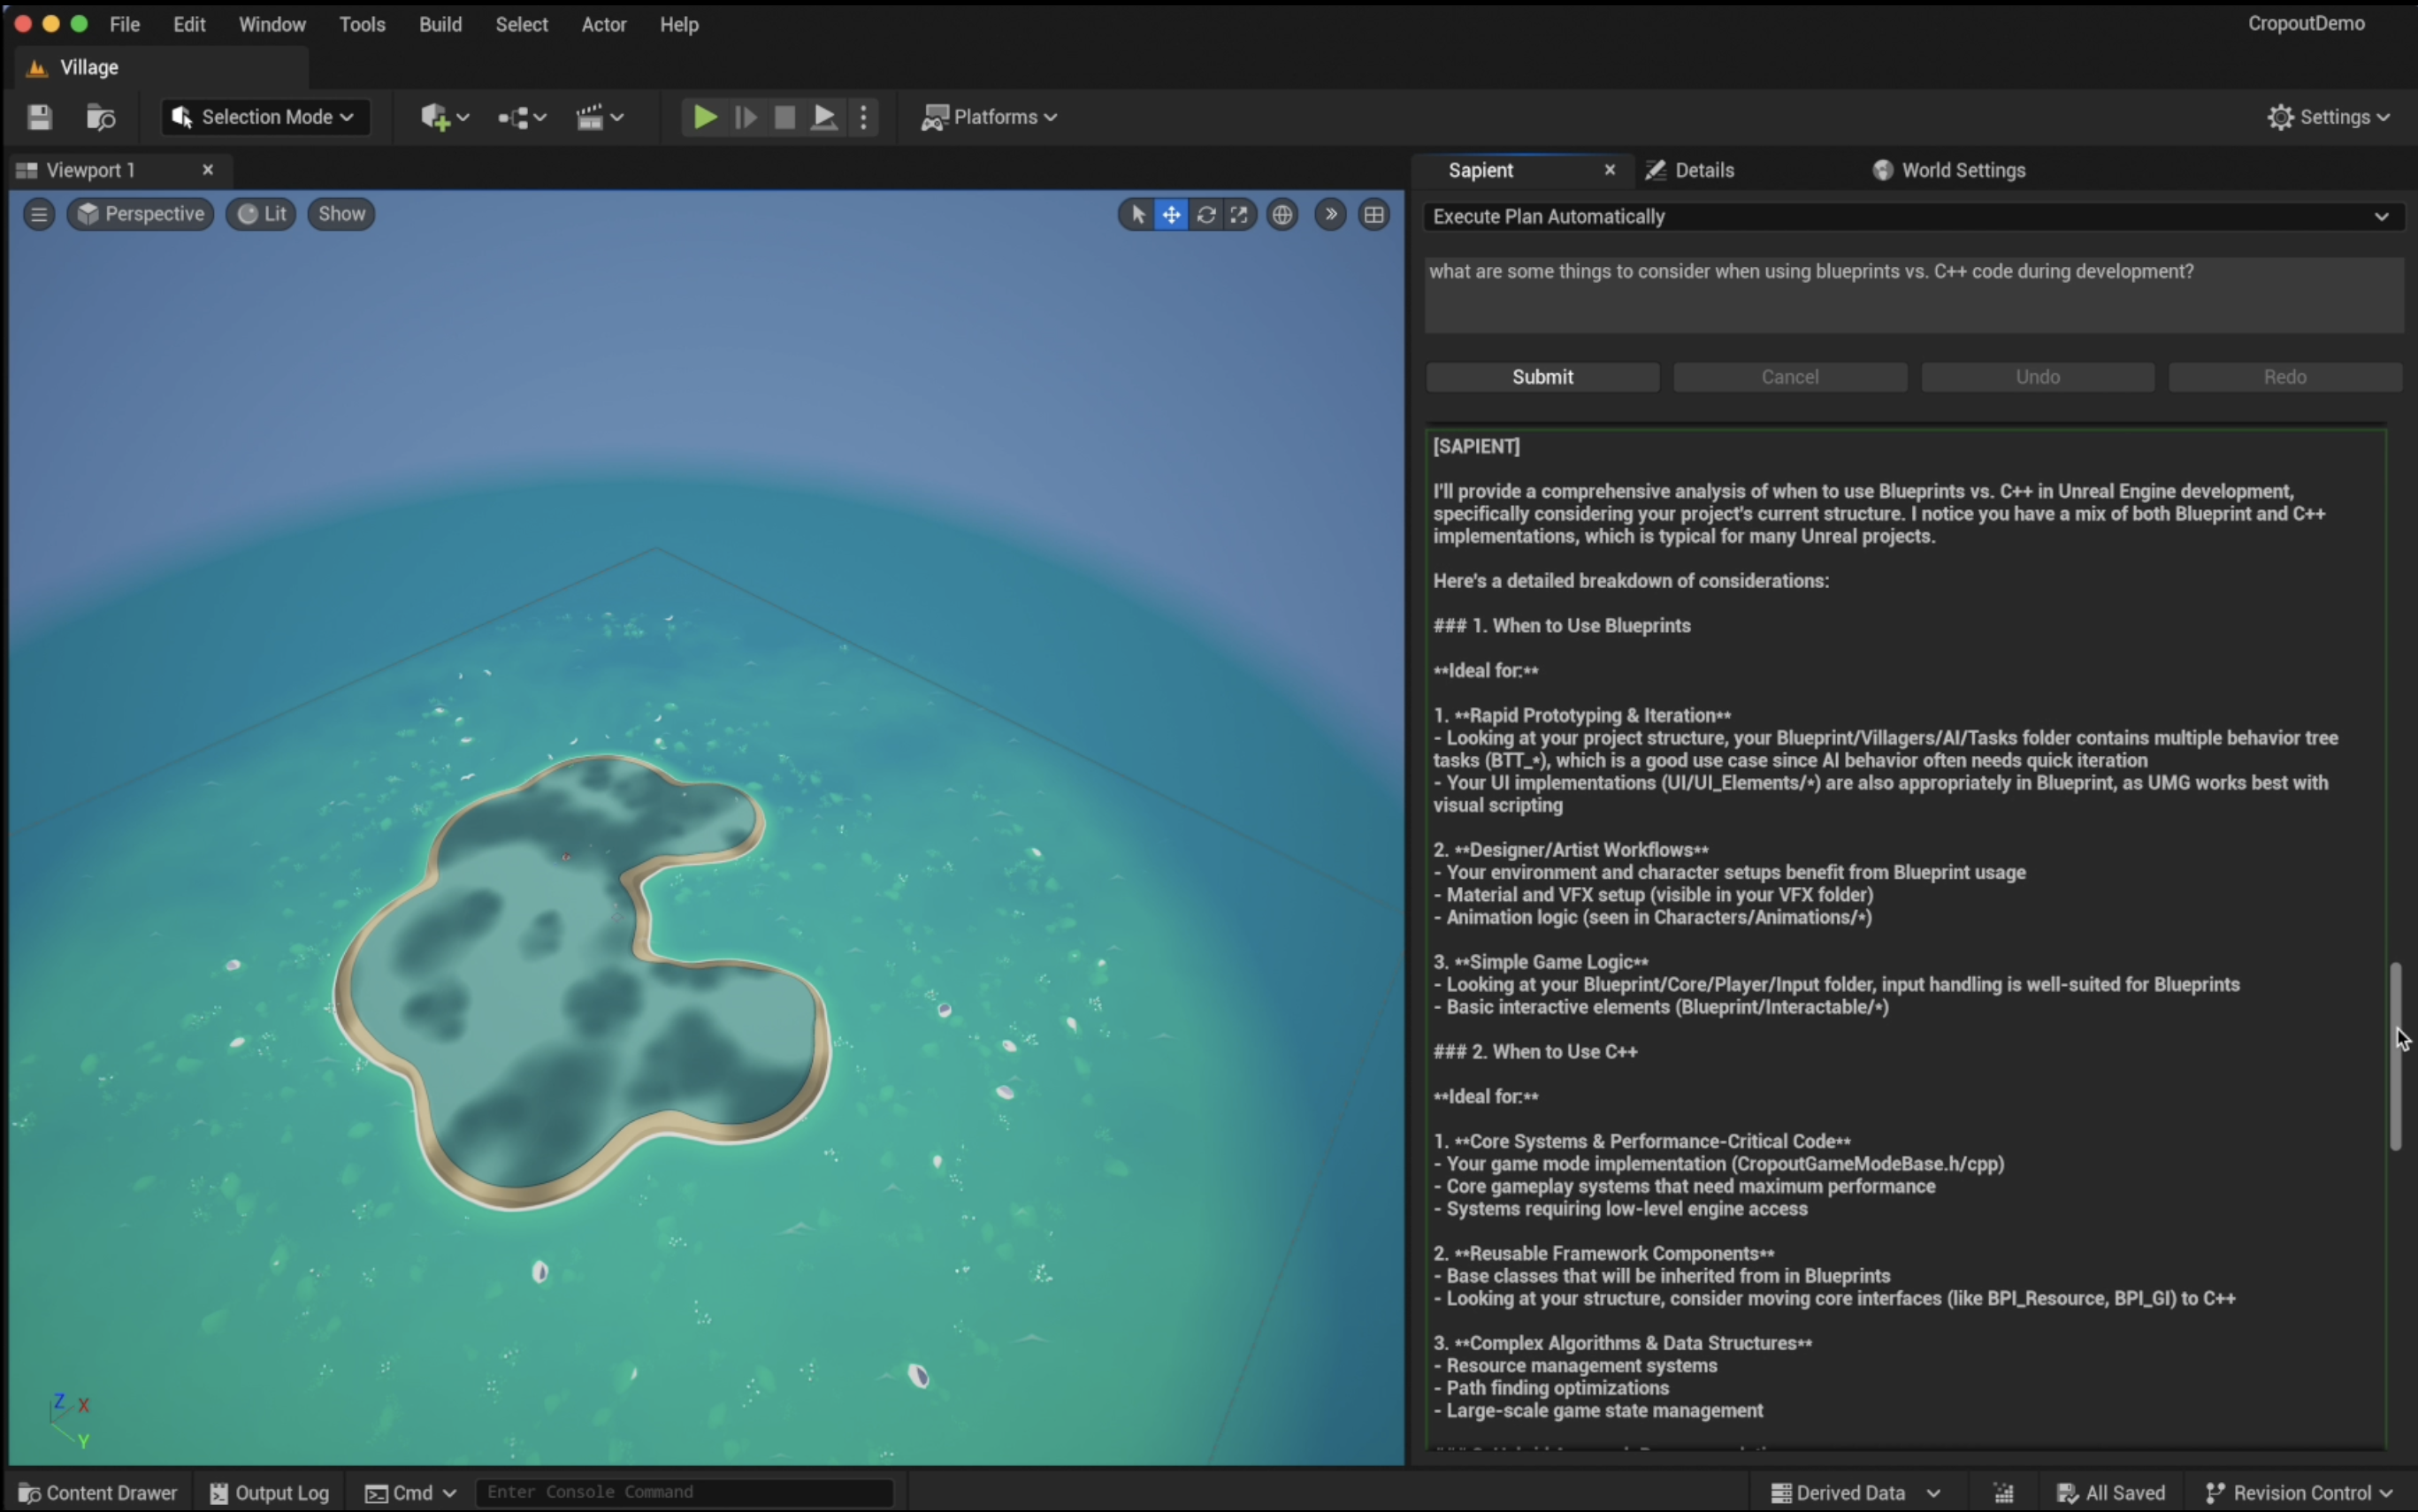 File Edit Window Tools Build Select Actor Help
CropoutDemo
Village
Selection Mode
Platforms
Settings
Viewport 1
Perspective Lit Show
Sapient Details World Settings
Execute Plan Automatically
what are some things to consider when using blueprints vs. C++ code during development?
Submit Cancel Undo Redo
[SAPIENT]
I'll provide a comprehensive analysis of when to use Blueprints vs. C++ in Unreal Engine development,
specifically considering your project's current structure. I notice you have a mix of both Blueprint and C++
implementations, which is typical for many Unreal projects.
Here's a detailed breakdown of considerations:
### 1. When to Use Blueprints
**Ideal for:**
1. **Rapid Prototyping & Iteration**
- Looking at your project structure, your Blueprint/Villagers/AI/Tasks folder contains multiple behavior tree
tasks (BTT_*), which is a good use case since AI behavior often needs quick iteration
- Your UI implementations (UI/UI_Elements/*) are also appropriately in Blueprint, as UMG works best with
visual scripting
2. **Designer/Artist Workflows**
- Your environment and character setups benefit from Blueprint usage
- Material and VFX setup (visible in your VFX folder)
- Animation logic (seen in Characters/Animations/*)
3. **Simple Game Logic**
- Looking at your Blueprint/Core/Player/Input folder, input handling is well-suited for Blueprints
- Basic interactive elements (Blueprint/Interactable/*)
### 2. When to Use C++
**Ideal for:**
1. **Core Systems & Performance-Critical Code**
- Your game mode implementation (CropoutGameModeBase.h/cpp)
- Core gameplay systems that need maximum performance
- Systems requiring low-level engine access
2. **Reusable Framework Components**
- Base classes that will be inherited from in Blueprints
- Looking at your structure, consider moving core interfaces (like BPI_Resource, BPI_GI) to C++
3. **Complex Algorithms & Data Structures**
- Resource management systems
- Path finding optimizations
- Large-scale game state management
Z X
Y
Content Drawer Output Log Cmd Enter Console Command Derived Data All Saved Revision Control